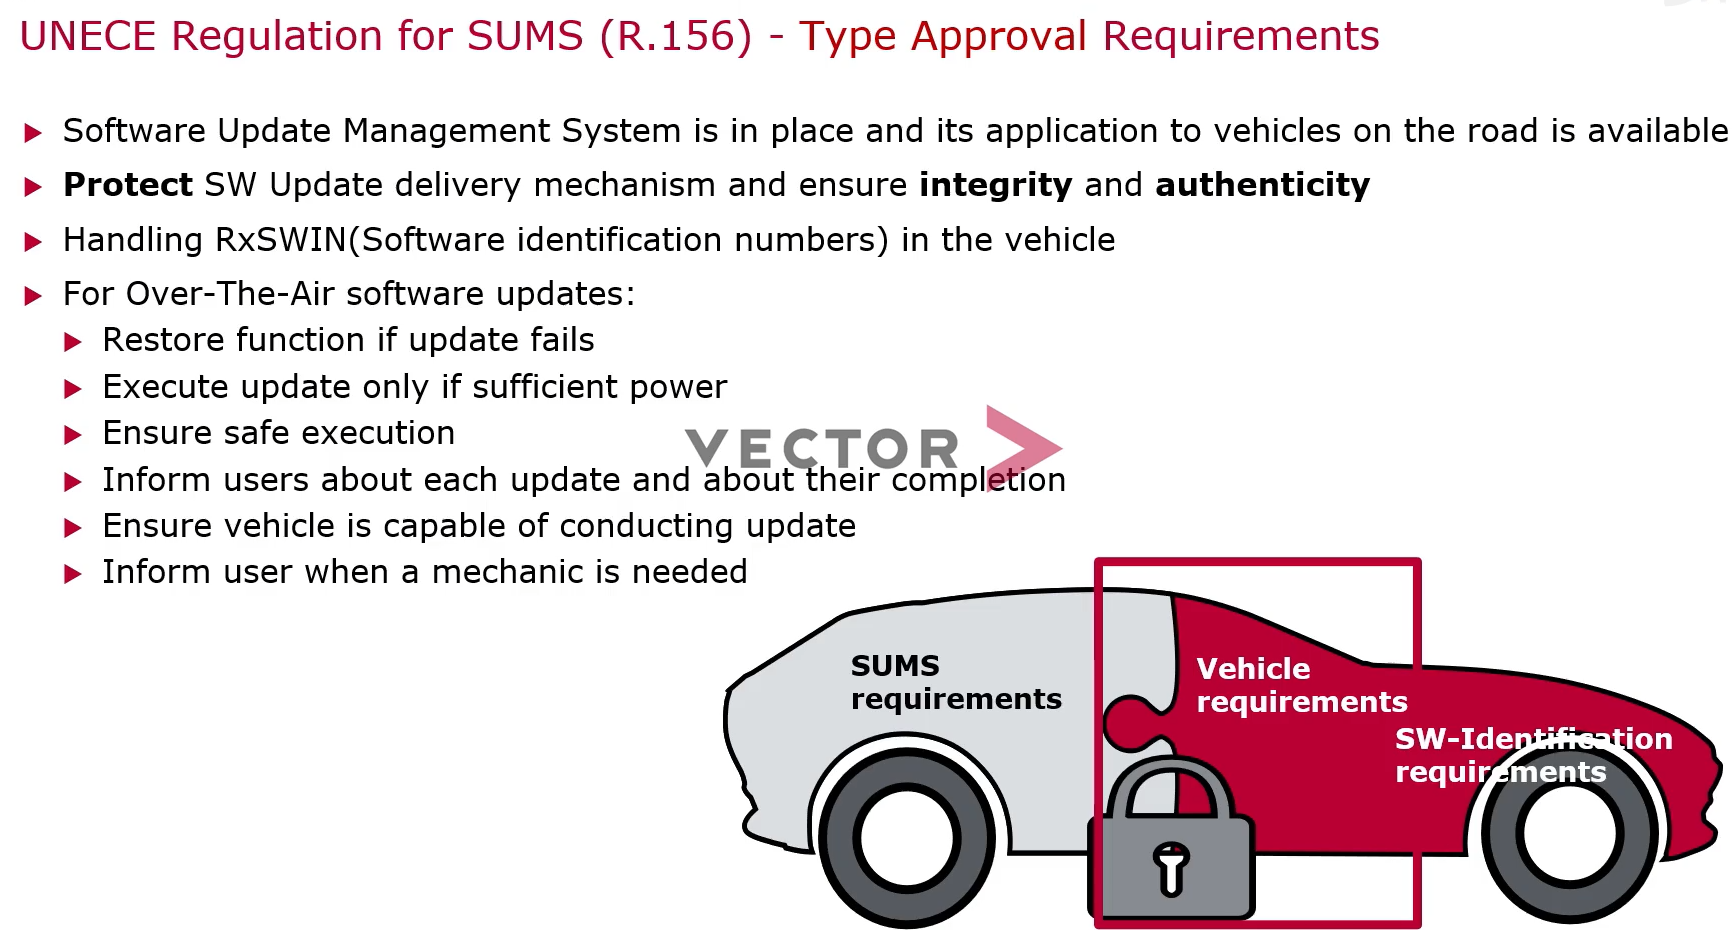 UNECE Regulation for SUMS (R.156) - Type Approval Requirements
Software Update Management System is in place and its application to vehicles on the road is available
Protect SW Update delivery mechanism and ensure integrity and authenticity
Handling RxSWIN(Software identification numbers) in the vehicle
For Over-The-Air software updates:
Restore function if update fails
Execute update only if sufficient power
Ensure safe execution
VECTOR
Inform users about each update and about their completion
Ensure vehicle is capable of conducting update
Inform user when a mechanic is needed
SUMS
requirements
Vehicle
requirements
SW-Identification
requirements